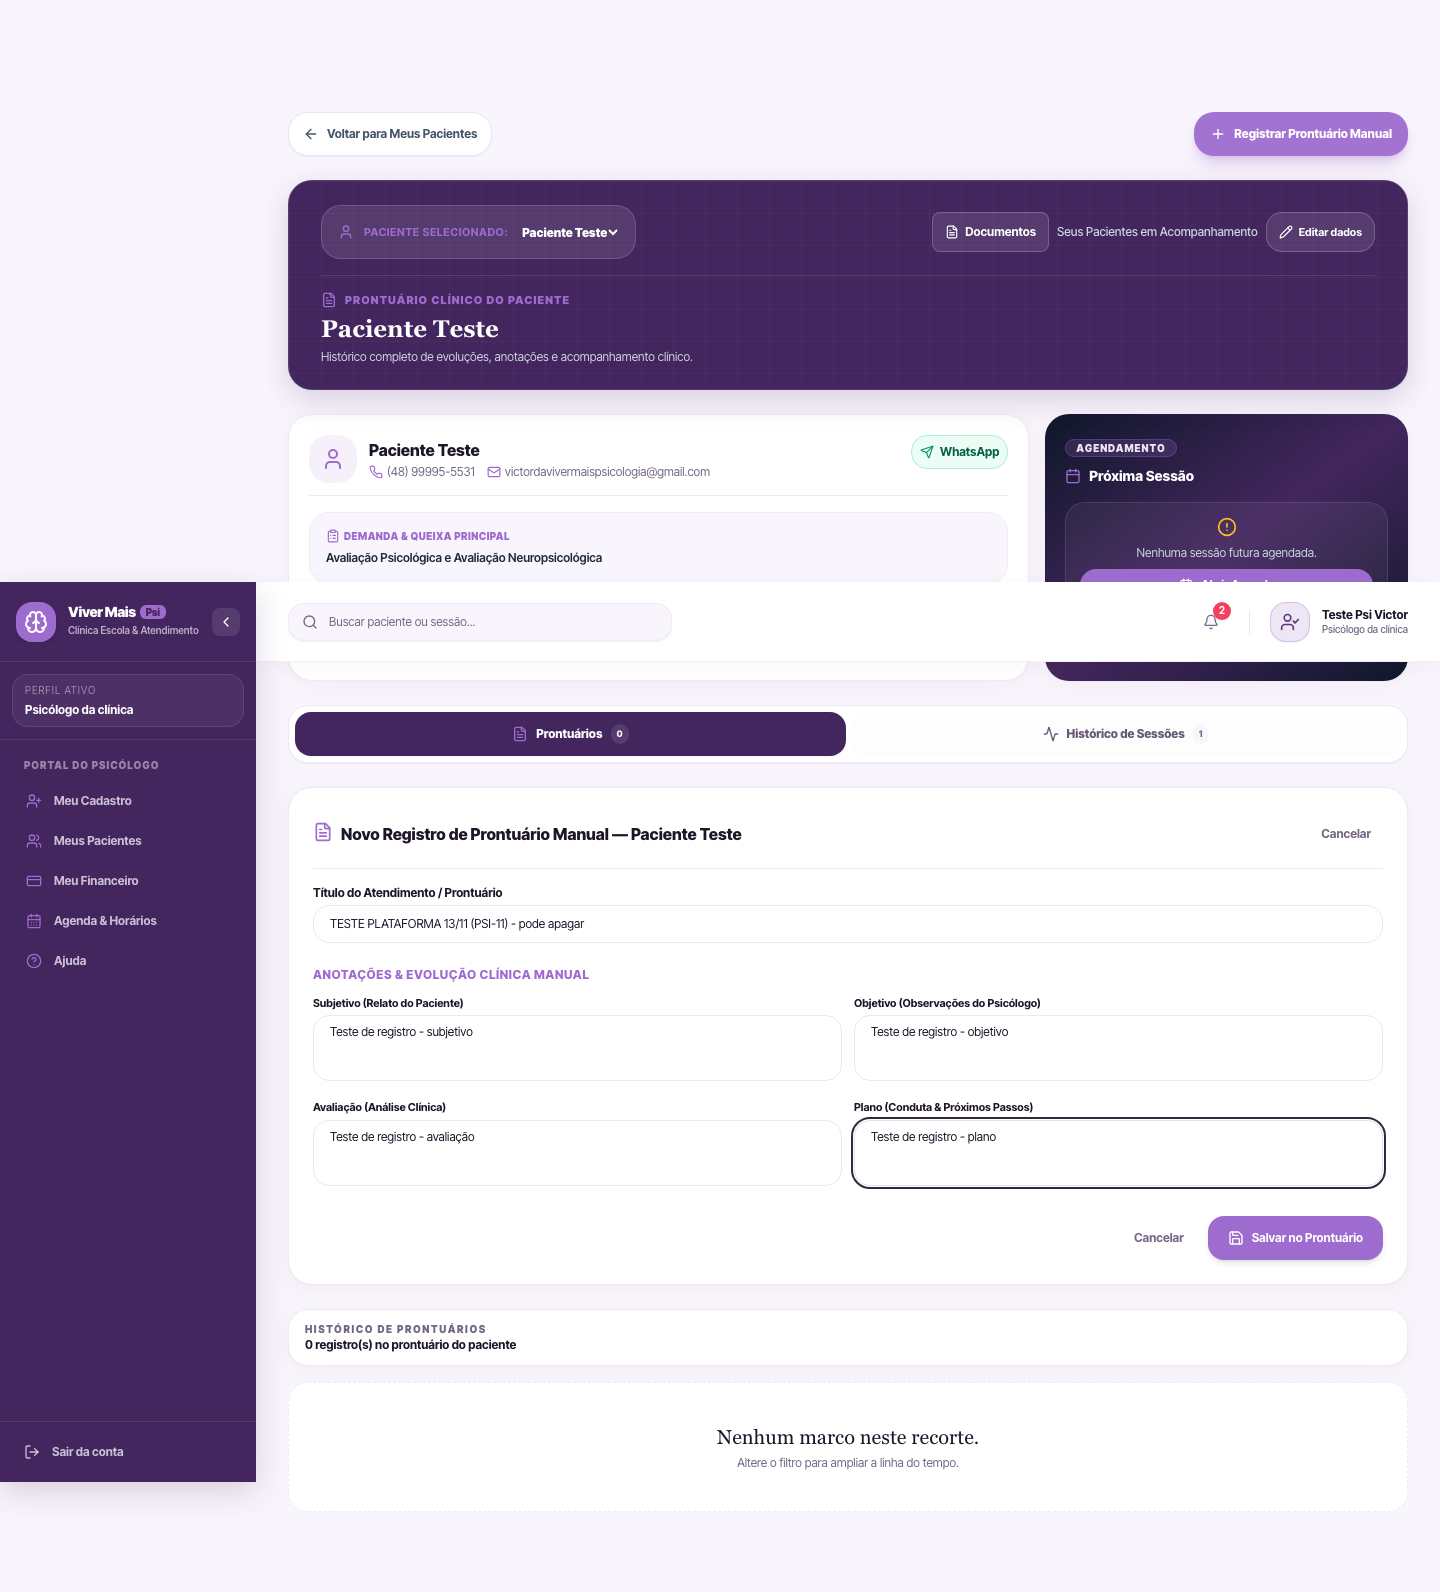 Voltar para Meus Pacientes
Registrar Prontuário Manual
PACIENTE SELECIONADO: Paciente Teste
Documentos
Seus Pacientes em Acompanhamento
Editar dados
PRONTUÁRIO CLÍNICO DO PACIENTE
Paciente Teste
Histórico completo de evoluções, anotações e acompanhamento clínico.
Paciente Teste
(48) 99995-5531 victordavivermaispsicologia@gmail.com
WhatsApp
DEMANDA & QUEIXA PRINCIPAL
Avaliação Psicológica e Avaliação Neuropsicológica
AGENDAMENTO
Próxima Sessão
Nenhuma sessão futura agendada.
Viver Mais Psi
Clínica Escola & Atendimento
Buscar paciente ou sessão...
2
Teste Psi Victor
Psicólogo da clínica
PERFIL ATIVO
Psicólogo da clínica
PORTAL DO PSICÓLOGO
Meu Cadastro
Meus Pacientes
Meu Financeiro
Agenda & Horários
Ajuda
Sair da conta
Prontuários 0
Histórico de Sessões 1
Novo Registro de Prontuário Manual — Paciente Teste
Cancelar
Título do Atendimento / Prontuário
TESTE PLATAFORMA 13/11 (PSI-11) - pode apagar
ANOTAÇÕES & EVOLUÇÃO CLÍNICA MANUAL
Subjetivo (Relato do Paciente)
Teste de registro - subjetivo
Objetivo (Observações do Psicólogo)
Teste de registro - objetivo
Avaliação (Análise Clínica)
Teste de registro - avaliação
Plano (Conduta & Próximos Passos)
Teste de registro - plano
Cancelar
Salvar no Prontuário
HISTÓRICO DE PRONTUÁRIOS
0 registro(s) no prontuário do paciente
Nenhum marco neste recorte.
Altere o filtro para ampliar a linha do tempo.